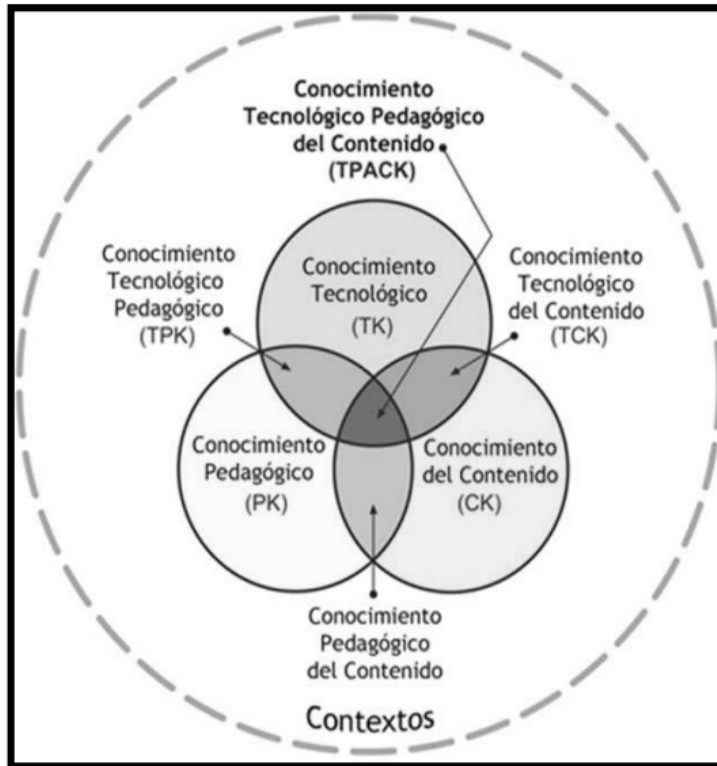 Conocimiento
Tecnológico Pedagógico
del Contenido
(TPACK)
Conocimiento
Tecnológico
Pedagógico
(TPK)
Conocimiento
Tecnológico
(TK)
Conocimiento
Tecnológico
del Contenido
(TCK)
Conocimiento
Pedagógico
(PK)
Conocimiento
del Contenido
(CK)
Conocimiento
Pedagógico
del Contenido
Contextos